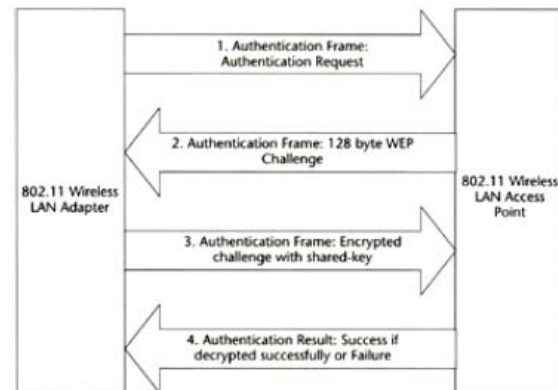 1. Authentication Frame:
Authentication Request
2. Authentication Frame: 128 byte WEP
Challenge
802.11 Wireless
LAN Adapter
802.11 Wireless
LAN Access
Point
3. Authentication Frame: Encrypted
challenge with shared-key
4. Authentication Result: Success if
decrypted successfully or Failure